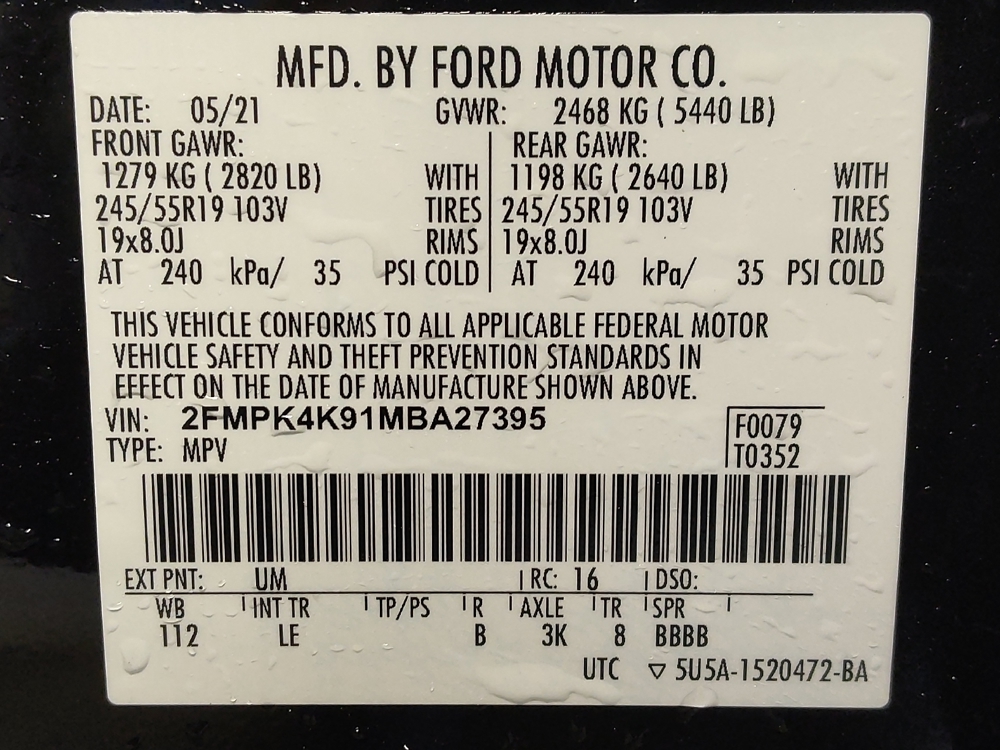 MFD. BY FORD MOTOR CO.
DATE: 05/21 GVWR: 2468 KG ( 5440 LB)
FRONT GAWR: REAR GAWR:
1279 KG ( 2820 LB) WITH 1198 KG ( 2640 LB) WITH
245/55R19 103V TIRES 245/55R19 103V TIRES
19x8.0J RIMS 19x8.0J RIMS
AT 240 kPa/ 35 PSI COLD AT 240 kPa/ 35 PSI COLD
THIS VEHICLE CONFORMS TO ALL APPLICABLE FEDERAL MOTOR
VEHICLE SAFETY AND THEFT PREVENTION STANDARDS IN
EFFECT ON THE DATE OF MANUFACTURE SHOWN ABOVE.
VIN: 2FMPK4K91MBA27395 F0079
TYPE: MPV T0352
EXT PNT: UM RC: 16 DSO:
WB INT TR TP/PS R AXLE TR SPR
112 LE B 3K 8 BBBB
UTC ▽ 5U5A-1520472-BA